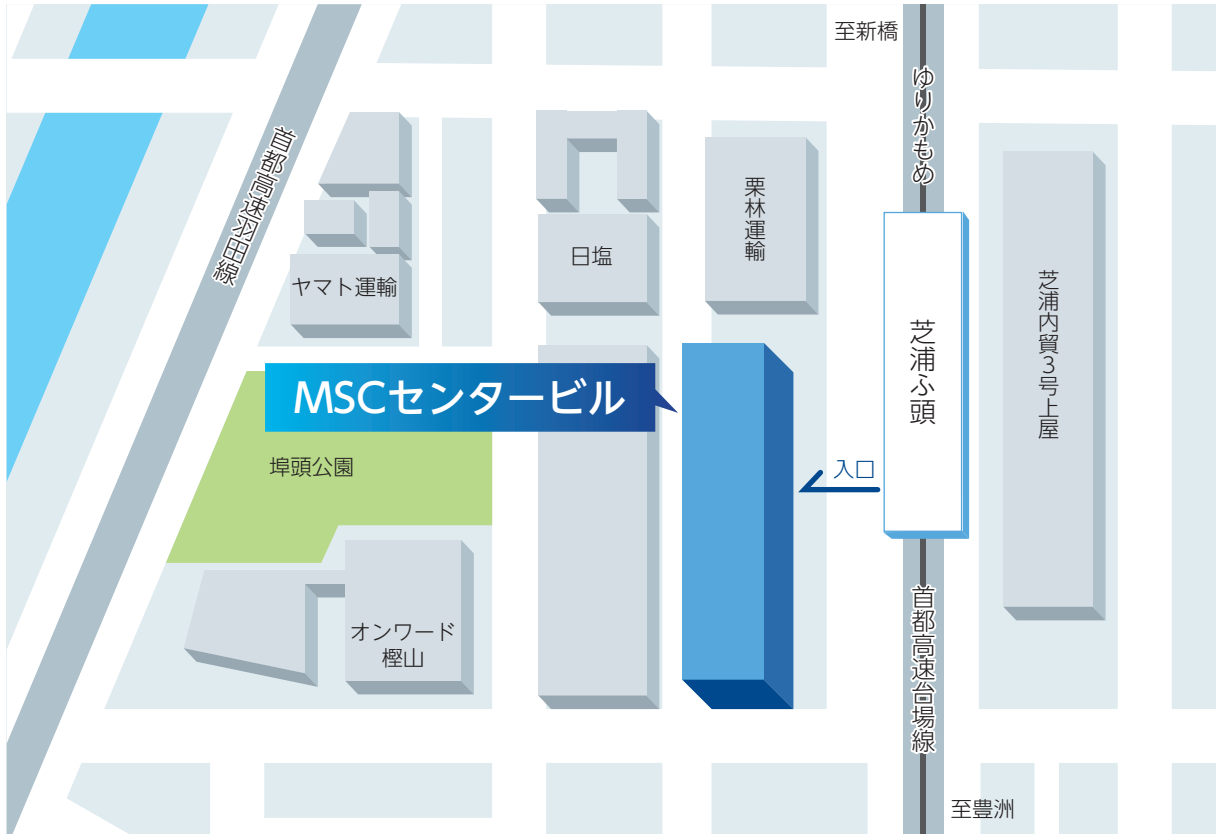 至新橋
ゆりかもめ
首都高速羽田線
栗林運輸
日塩
ヤマト運輸
芝浦ふ頭
芝浦内貿3号上屋
MSCセンタービル
埠頭公園
入口
オンワード
樫山
首都高速台場線
至豊洲